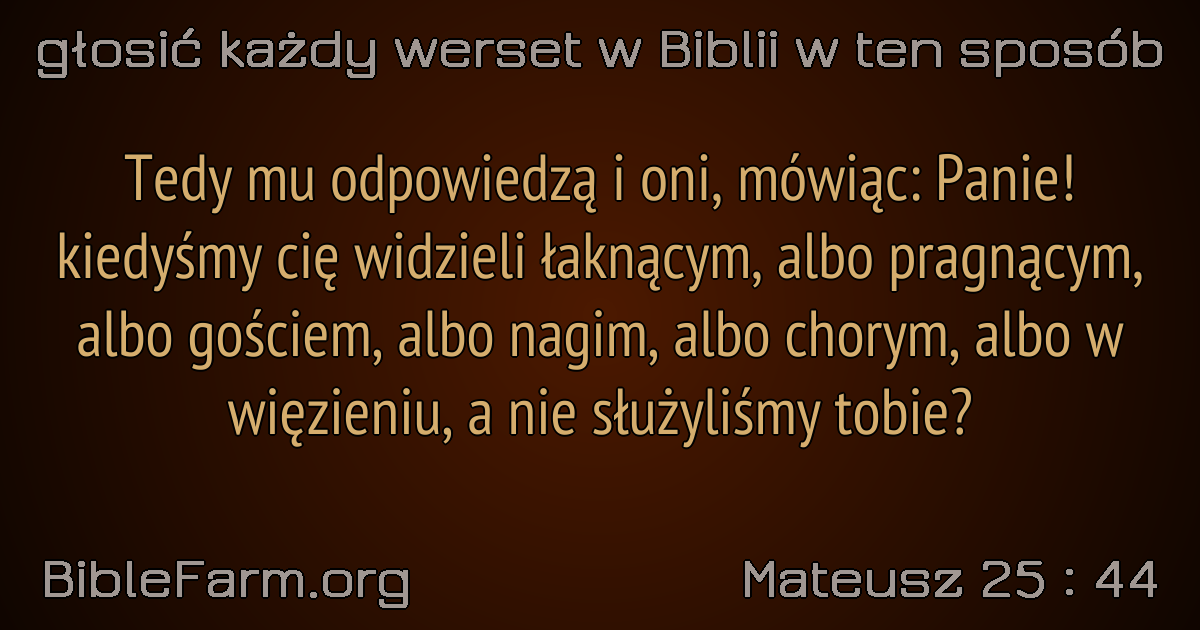 głosić każdy werset w Biblii w ten sposób
Tedy mu odpowiedzą i oni, mówiąc: Panie!
kiedyśmy cię widzieli łaknącym, albo pragnącym,
albo gościem, albo nagim, albo chorym, albo w
więzieniu, a nie służyliśmy tobie?
BibleFarm.org
Mateusz 25 : 44